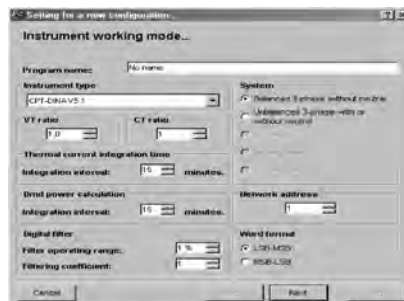 Setting for a new configuration...
Instrument working mode...
Program name: No name
Instrument type
CPT-DINA V5.1
VT ratio
1,0
CT ratio
1
Thermal current integration time
Integration interval: 15 minutes.
Dmd power calculation
Integration interval: 15 minutes.
Digital filter
Filter operating range: 1 %
Filtering coefficient:
System
Balanced 3-phase without neutral
Unbalanced 3-phase with or
without neutral
Network address
1
Word format
LSB-MSB
MSB-LSB
Cancel
Next